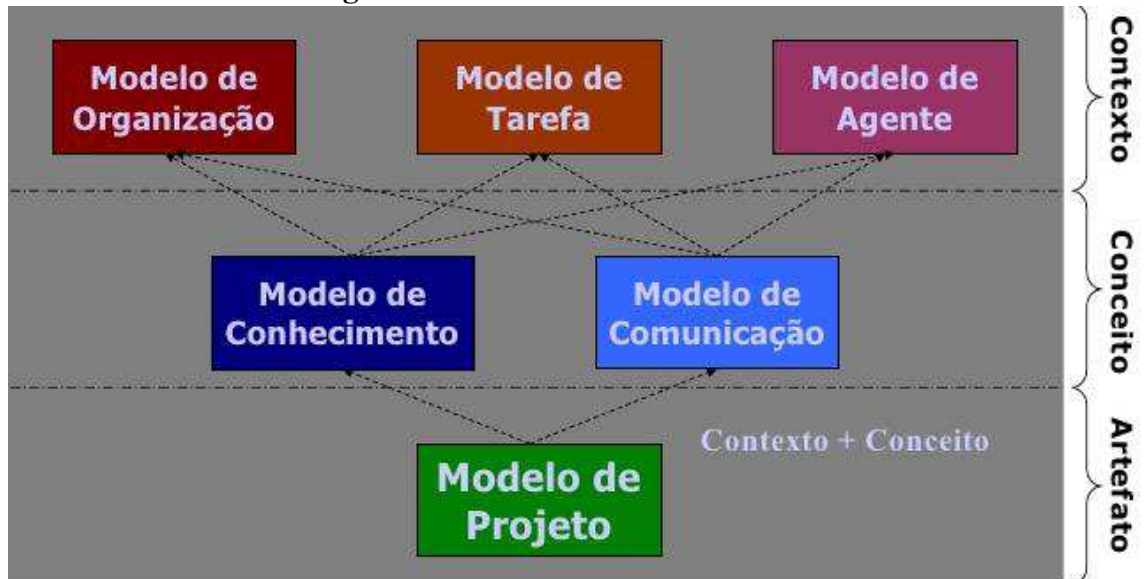 Modelo de
Organização
Modelo de
Tarefa
Modelo de
Agente
Contexto
Modelo de
Conhecimento
Modelo de
Comunicação
Conceito
Contexto + Conceito
Modelo de
Projeto
Artefato